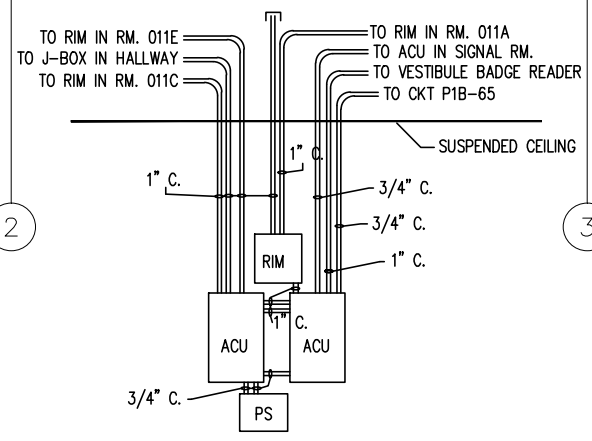 TO RIM IN RM. 011E
TO J-BOX IN HALLWAY
TO RIM IN RM. 011C
TO RIM IN RM. 011A
TO ACU IN SIGNAL RM.
TO VESTIBULE BADGE READER
TO CKT P1B-65
SUSPENDED CEILING
1" C.
1" C.
3/4" C.
3/4" C.
1" C.
2
3
RIM
1" C.
ACU
ACU
3/4" C.
PS